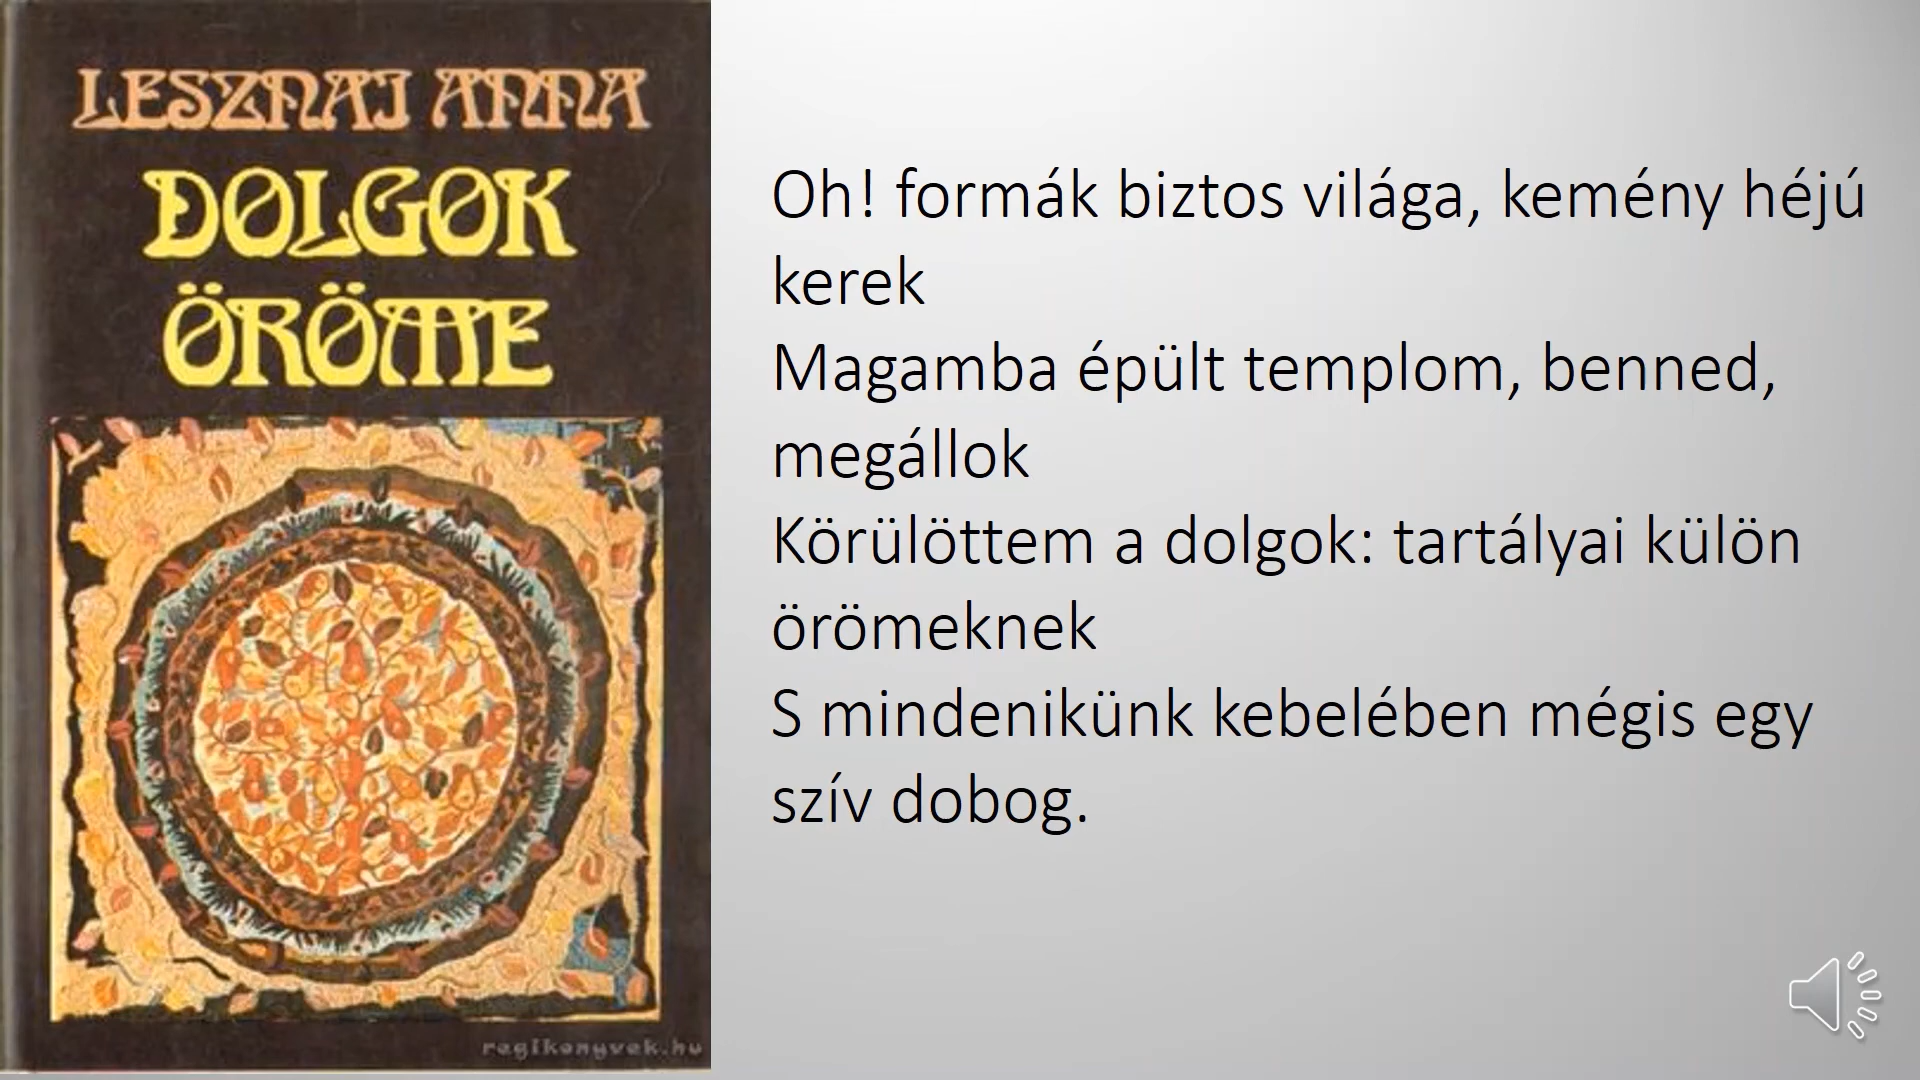 LESZNAI ANNA
DOLGOK
ÖRÖME
ragikonyvek.hu
Oh! formák biztos világa, kemény héjú
kerek
Magamba épült templom, benned,
megállok
Körülöttem a dolgok: tartályai külön
örömeknek
S mindenikünk kebelében mégis egy
szív dobog.